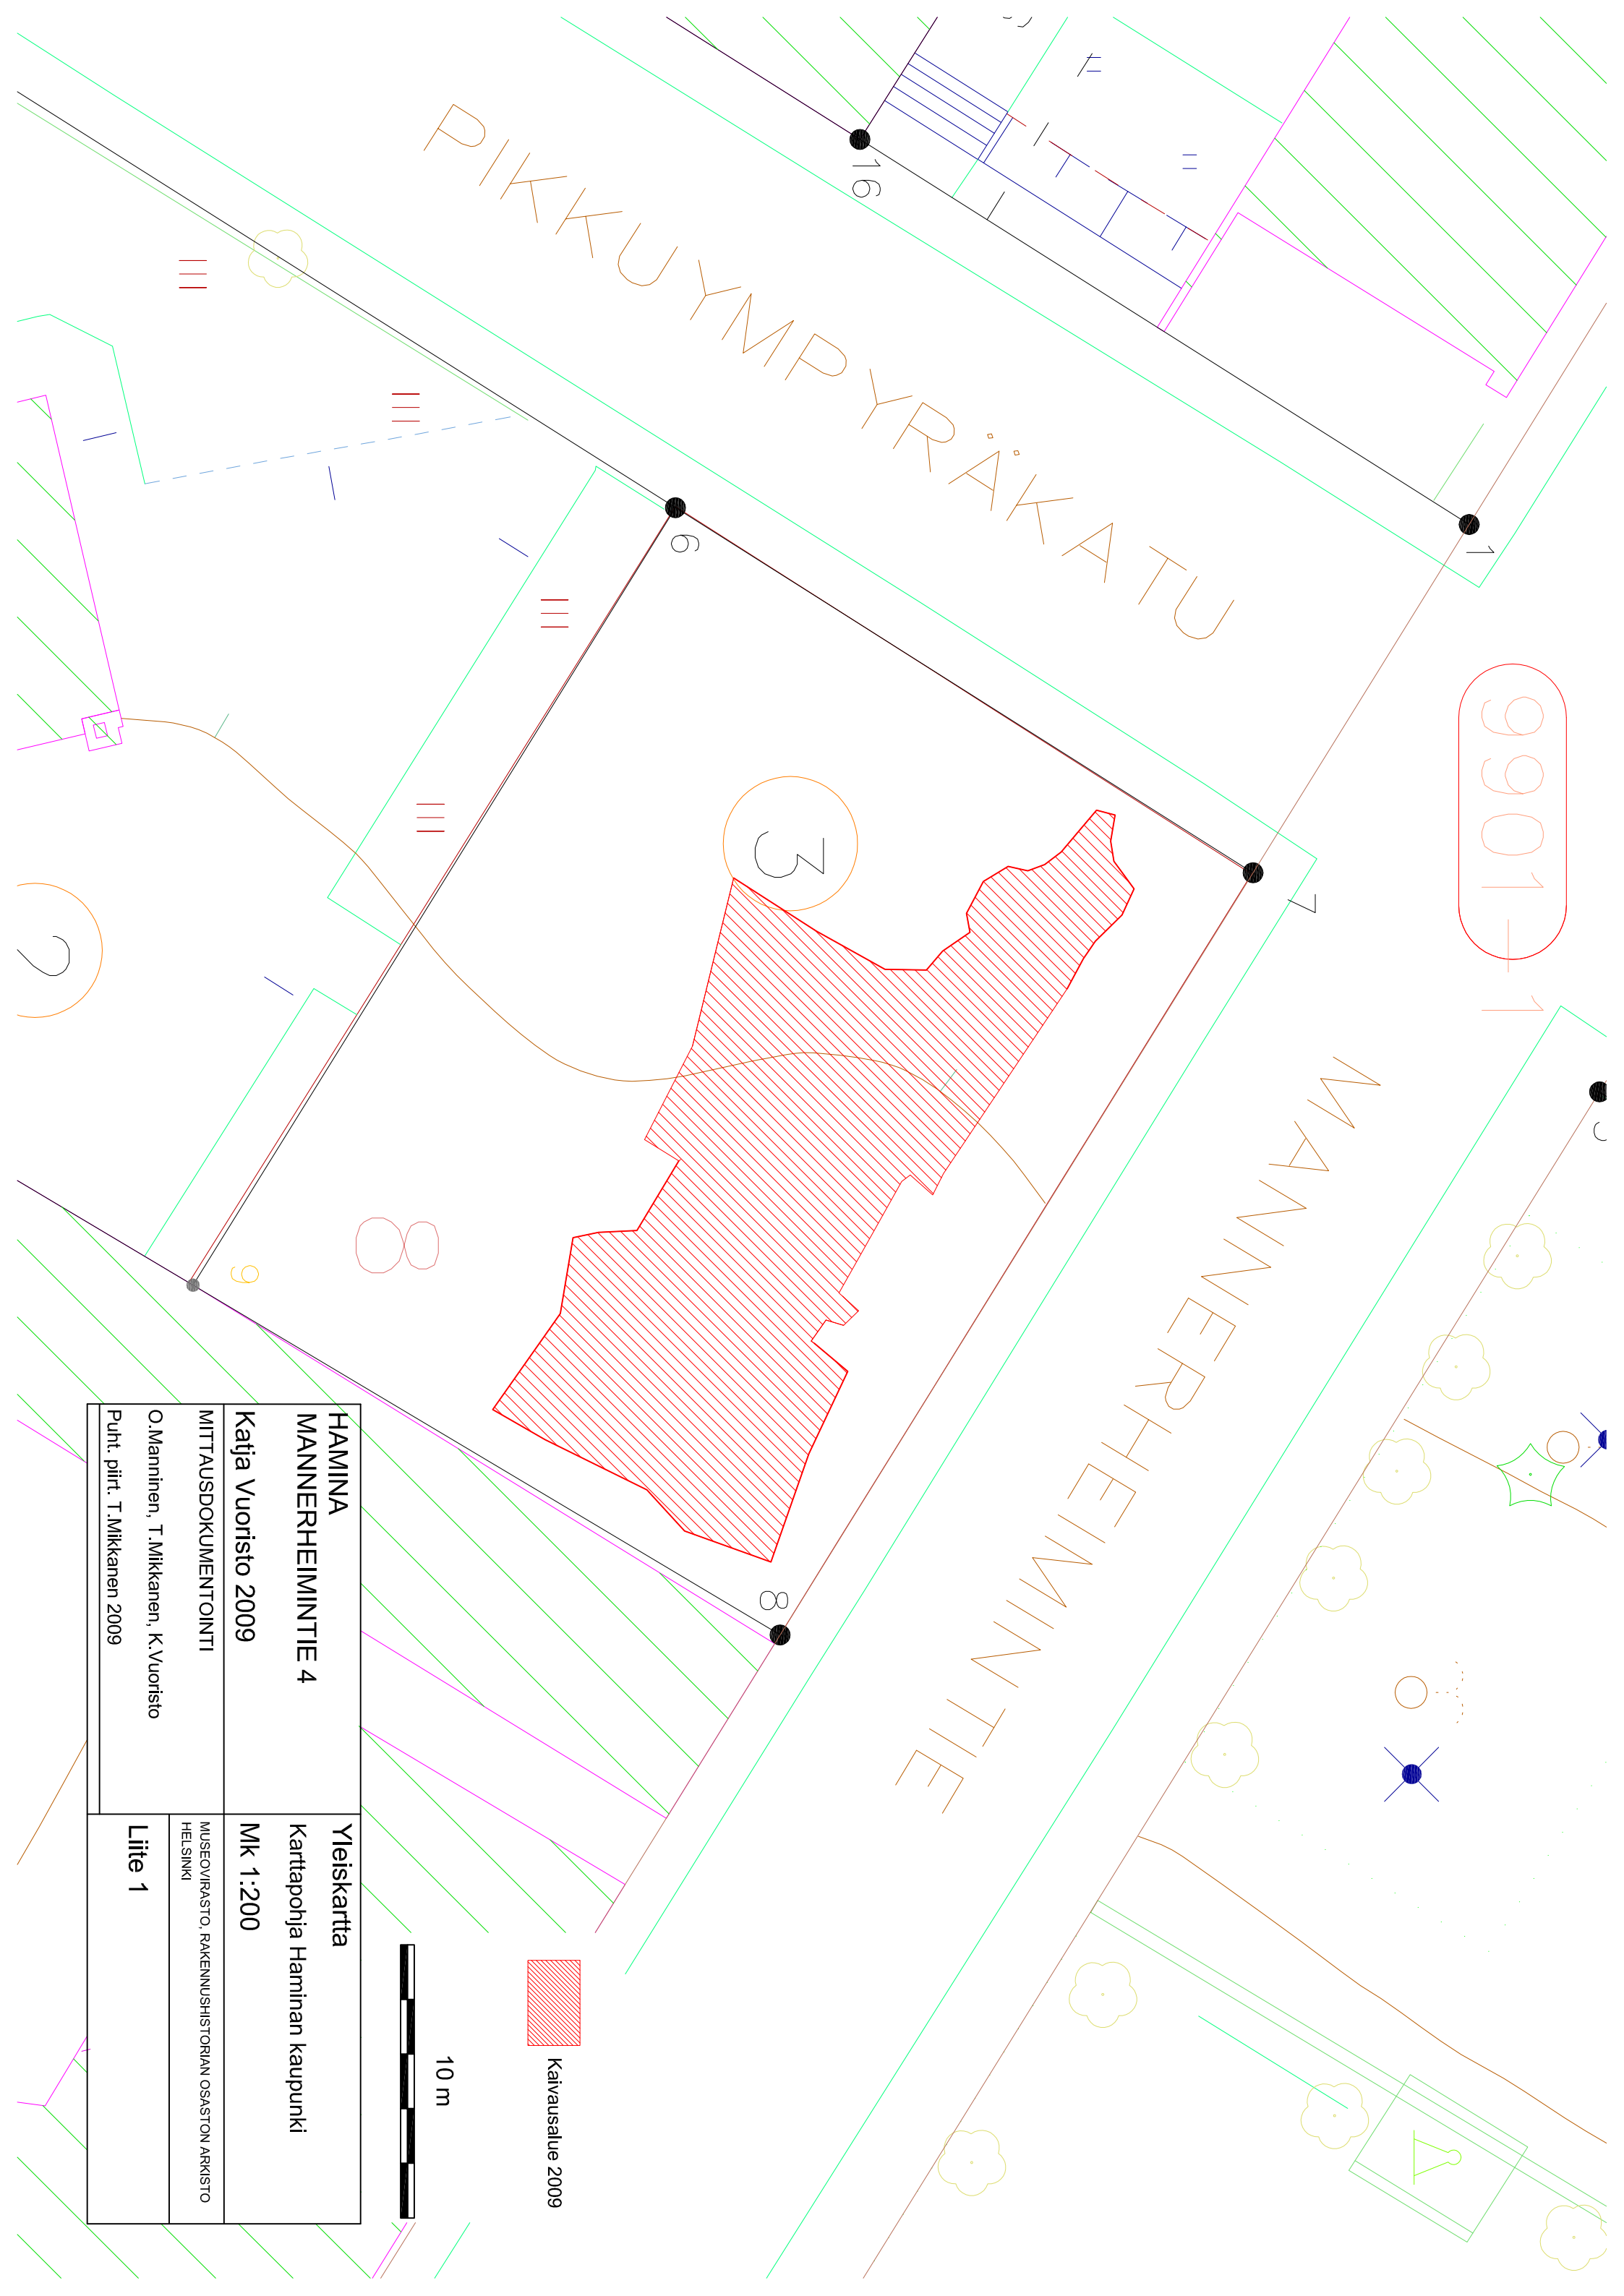 PIKKUYMPYRÄKATU
MANNERHEIMINTIE
9901-1
16
1
6
7
3
2
8
9
8
HAMINA
MANNERHEIMINTIE 4
Katja Vuoristo 2009
MITTAUSDOKUMENTOINTI
O.Manninen, T.Mikkanen, K.Vuoristo
Puht. piirt. T.Mikkanen 2009
Yleiskartta
Karttapohja Haminan kaupunki
Mk 1:200
MUSEOVIRASTO, RAKENNUSHISTORIAN OSASTON ARKISTO
HELSINKI
Liite 1
10 m
Kaivausalue 2009